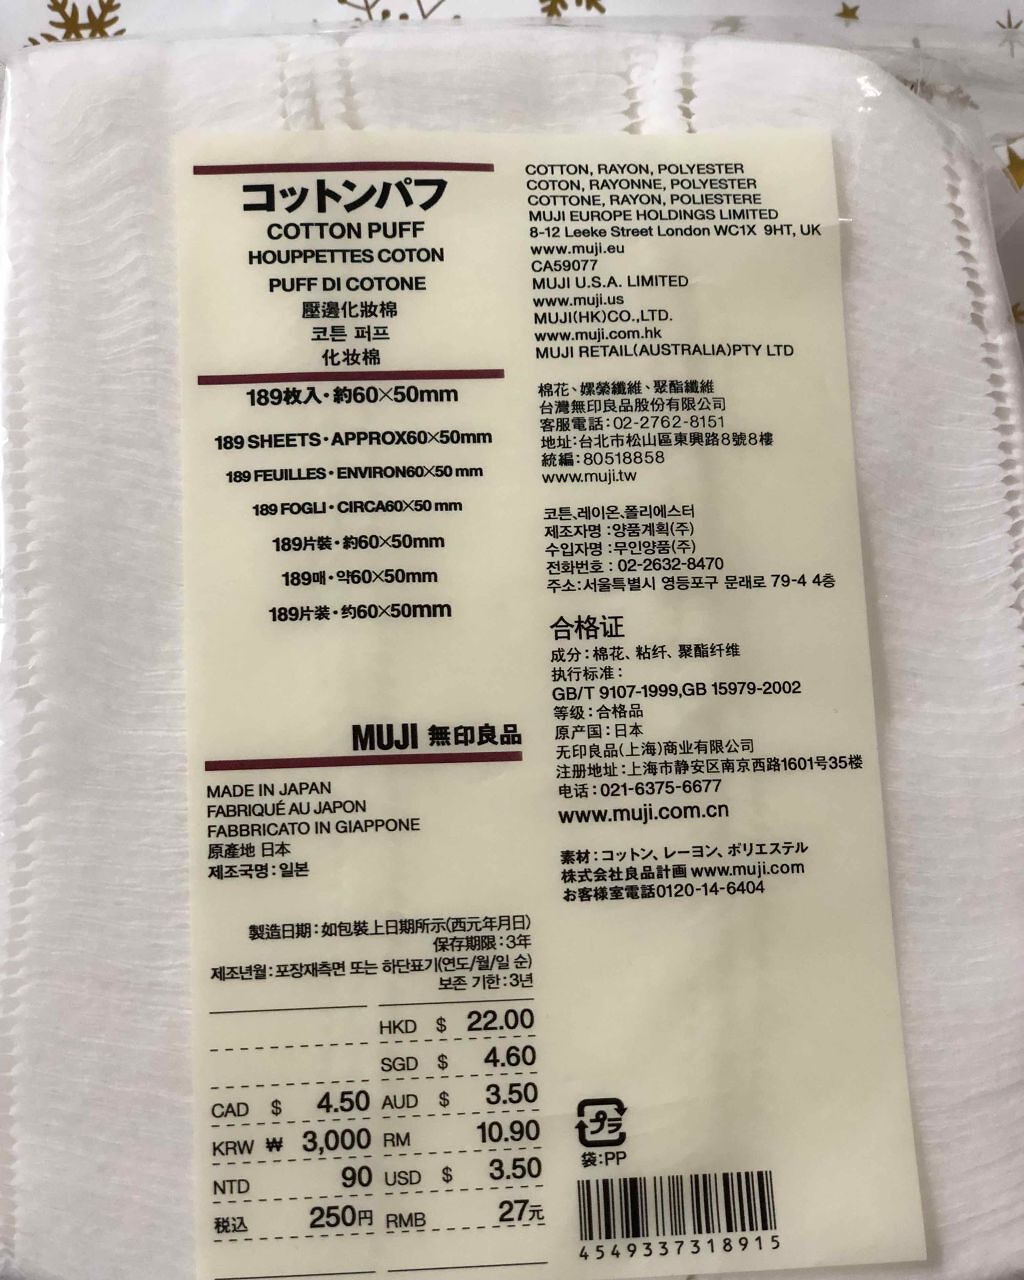 コットンパフ
COTTON PUFF
HOUPPETTES COTON
PUFF DI COTONE
壓邊化妝棉
코튼 퍼프
化妆棉
189枚入・約60×50mm
189 SHEETS・APPROX60×50mm
189 FEUILLES・ENVIRON60×50 mm
189 FOGLI・CIRCA60×50 mm
189片裝・約60×50mm
189매・약60×50mm
189片装・约60×50mm
MUJI 無印良品
MADE IN JAPAN
FABRIQUÉ AU JAPON
FABBRICATO IN GIAPPONE
原產地 日本
제조국명:일본
製造日期:如包裝上日期所示(西元年月日)
保存期限:3年
제조년월:포장재측면 또는 하단표기(연도/월/일 순)
보존 기한:3년
HKD $ 22.00
SGD $ 4.60
CAD $ 4.50 AUD $ 3.50
KRW ₩ 3,000 RM 10.90
NTD 90 USD $ 3.50
税込 250円 RMB 27元
COTTON, RAYON, POLYESTER
COTON, RAYONNE, POLYESTER
COTTONE, RAYON, POLIESTERE
MUJI EUROPE HOLDINGS LIMITED
8-12 Leeke Street London WC1X 9HT, UK
www.muji.eu
CA59077
MUJI U.S.A. LIMITED
www.muji.us
MUJI(HK)CO.,LTD.
www.muji.com.hk
MUJI RETAIL(AUSTRALIA)PTY LTD
棉花、嫘縈纖維、聚酯纖維
台灣無印良品股份有限公司
客服電話:02-2762-8151
地址:台北市松山區東興路8號8樓
統編:80518858
www.muji.tw
코튼,레이온,폴리에스터
제조자명:양품계획(주)
수입자명:무인양품(주)
전화번호:02-2632-8470
주소:서울특별시 영등포구 문래로 79-4 4층
合格证
成分:棉花、粘纤、聚酯纤维
执行标准:
GB/T 9107-1999,GB 15979-2002
等级:合格品
原产国:日本
无印良品(上海)商业有限公司
注册地址:上海市静安区南京西路1601号35楼
电话:021-6375-6677
www.muji.com.cn
素材:コットン、レーヨン、ポリエステル
株式会社良品計画 www.muji.com
お客様室電話0120-14-6404
プラ
袋:PP
4549337318915